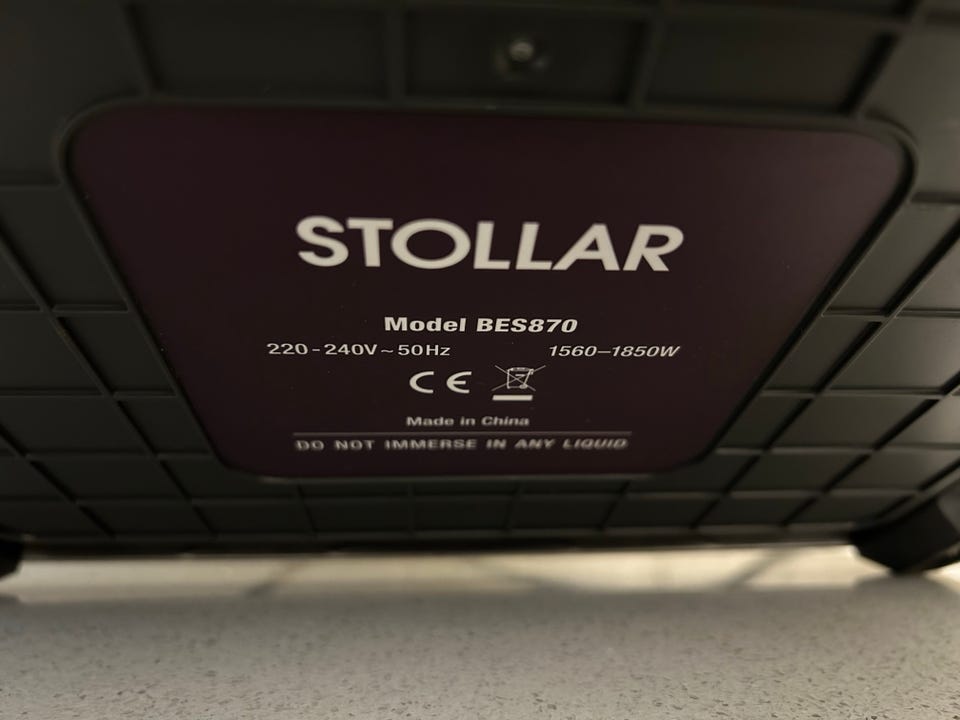 STOLLAR
Model BES870
220-240V~50Hz 1560-1850W
CE
Made in China
DO NOT IMMERSE IN ANY LIQUID